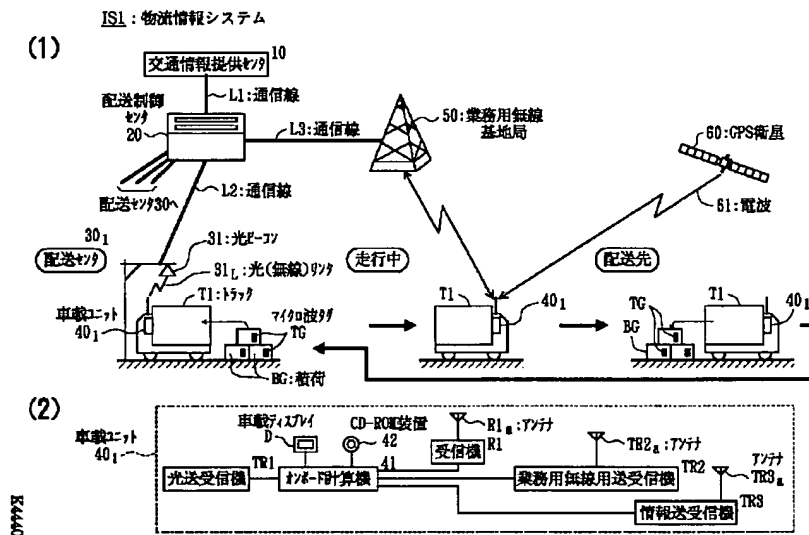 IS1：物流情報システム
(1)
交通情報提供センタ 10
L1：通信線
配送制御
センタ
20
L3：通信線
50：業務用無線
基地局
60：GPS衛星
L2：通信線
配送センタ30へ
61：電波
30₁
配送センタ
31：光ビーコン
31L：光(無線)リンク
走行中
配送先
T1：トラック
マイクロ波タグ
車載ユニット
40₁
TG
BG：積荷
T1
40₁
T1
TG
BG
40₁
(2)
車載ユニット
40₁
車載ディスプレイ
D
CD-ROM装置
42
R1a：アンテナ
受信機
R1
TR2a：アンテナ
アンテナ
TR3a
光送受信機
TR1
オンボード計算機
41
業務用無線用送受信機
TR2
情報送受信機
TR3
K4440